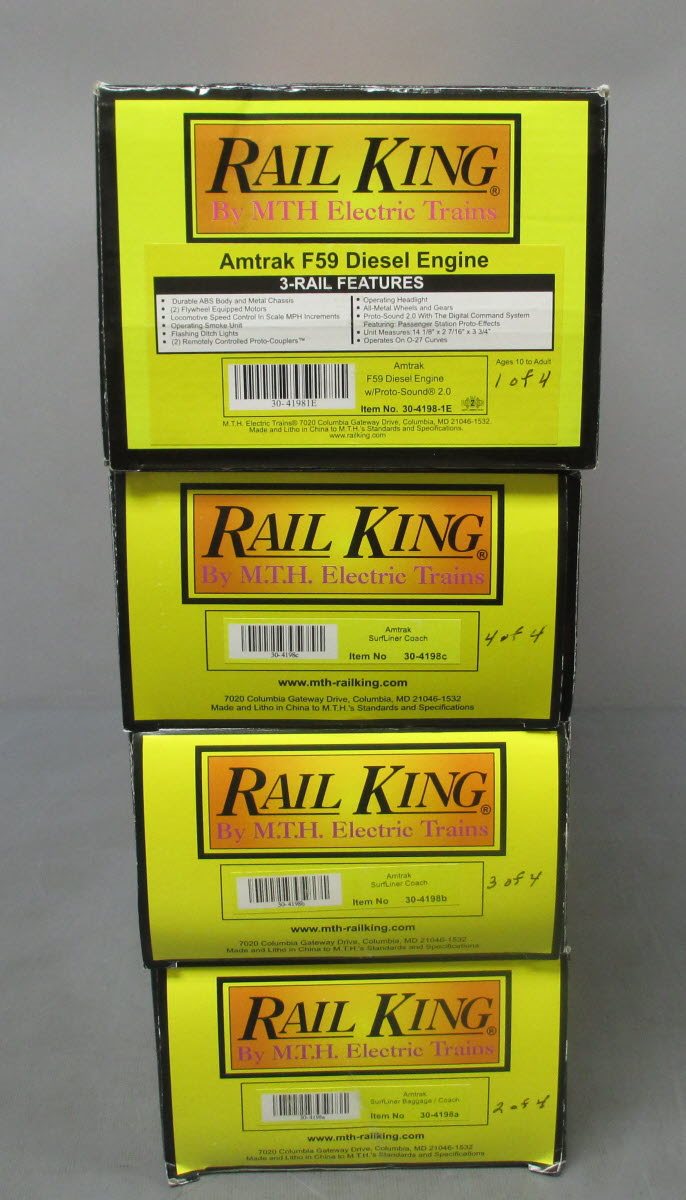 RAIL KING®
By MTH Electric Trains
Amtrak F59 Diesel Engine
3-RAIL FEATURES
• Durable ABS Body and Metal Chassis
• (2) Flywheel Equipped Motors
• Locomotive Speed Control In Scale MPH Increments
• Operating Smoke Unit
• Flashing Ditch Lights
• (2) Remotely Controlled Proto-Couplers™
• Operating Headlight
• All-Metal Wheels and Gears
• Proto-Sound 2.0 With The Digital Command System
Featuring: Passenger Station Proto-Effects
• Unit Measures:14 1/8" x 2 7/16" x 3 3/4"
• Operates On O-27 Curves
30-41981E
Amtrak
F59 Diesel Engine
w/Proto-Sound® 2.0
Item No. 30-4198-1E
Ages 10 to Adult
1 of 4
M.T.H. Electric Trains® 7020 Columbia Gateway Drive, Columbia, MD 21046-1532.
Made and Litho in China to M.T.H.'s Standards and Specifications.
www.railking.com
RAIL KING®
By M.T.H. Electric Trains
30-4198c
Amtrak
SurfLiner Coach
Item No 30-4198c
4 of 4
www.mth-railking.com
7020 Columbia Gateway Drive, Columbia, MD 21046-1532
Made and Litho in China to M.T.H.'s Standards and Specifications
RAIL KING®
By M.T.H. Electric Trains
30-4198b
Amtrak
SurfLiner Coach
Item No 30-4198b
3 of 4
www.mth-railking.com
7020 Columbia Gateway Drive, Columbia, MD 21046-1532
Made and Litho in China to M.T.H.'s Standards and Specifications
RAIL KING®
By M.T.H. Electric Trains
30-4198a
Amtrak
SurfLiner Baggage / Coach
Item No 30-4198a
2 of 4
www.mth-railking.com
7020 Columbia Gateway Drive, Columbia, MD 21046-1532
Made and Litho in China to M.T.H.'s Standards and Specifications